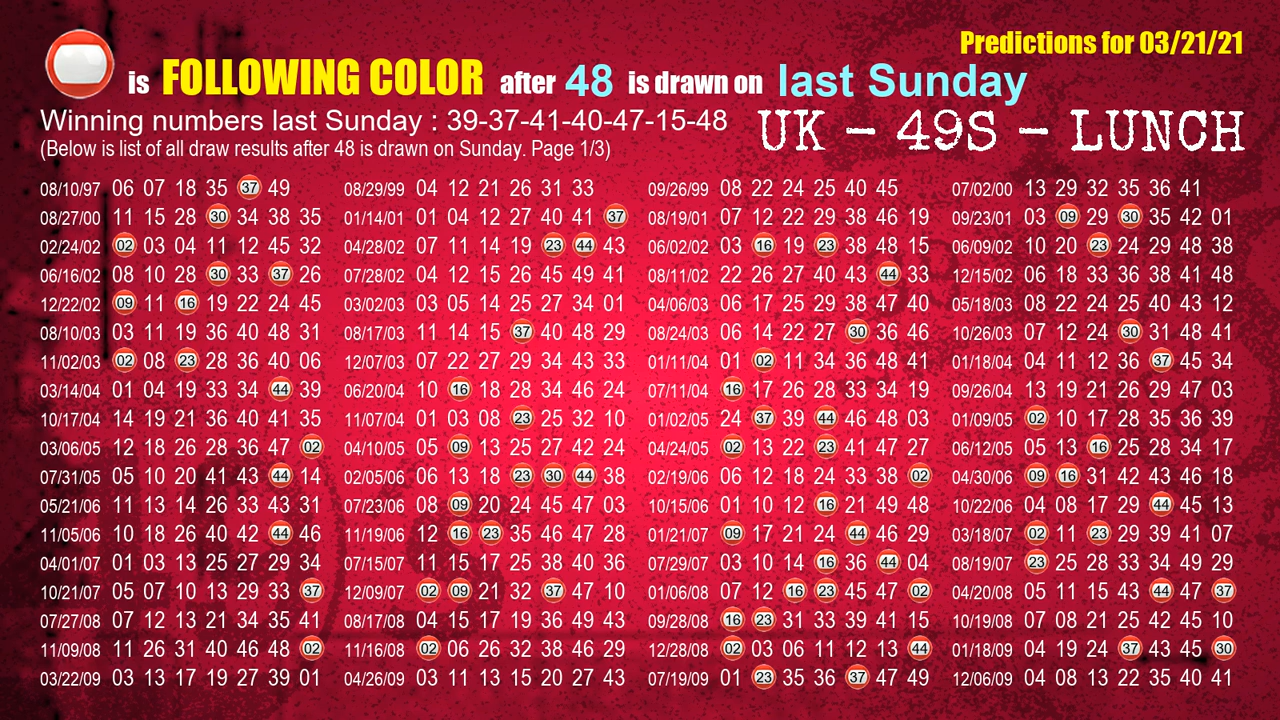 Predictions for 03/21/21
is FOLLOWING COLOR after 48 is drawn on last Sunday
Winning numbers last Sunday : 39-37-41-40-47-15-48
UK - 49S - LUNCH
(Below is list of all draw results after 48 is drawn on Sunday. Page 1/3)
08/10/97 06 07 18 35 37 49 08/29/99 04 12 21 26 31 33 09/26/99 08 22 24 25 40 45 07/02/00 13 29 32 35 36 41
08/27/00 11 15 28 30 34 38 35 01/14/01 01 04 12 27 40 41 37 08/19/01 07 12 22 29 38 46 19 09/23/01 03 09 29 30 35 42 01
02/24/02 02 03 04 11 12 45 32 04/28/02 07 11 14 19 23 44 43 06/02/02 03 16 19 23 38 48 15 06/09/02 10 20 23 24 29 48 38
06/16/02 08 10 28 30 33 37 26 07/28/02 04 12 15 26 45 49 41 08/11/02 22 26 27 40 43 44 33 12/15/02 06 18 33 36 38 41 48
12/22/02 09 11 16 19 22 24 45 03/02/03 03 05 14 25 27 34 01 04/06/03 06 17 25 29 38 47 40 05/18/03 08 22 24 25 40 43 12
08/10/03 03 11 19 36 40 48 31 08/17/03 11 14 15 37 40 48 29 08/24/03 06 14 22 27 30 36 46 10/26/03 07 12 24 30 31 48 41
11/02/03 02 08 23 28 36 40 06 12/07/03 07 22 27 29 34 43 33 01/11/04 01 02 11 34 36 48 41 01/18/04 04 11 12 36 37 45 34
03/14/04 01 04 19 33 34 44 39 06/20/04 10 16 18 28 34 46 24 07/11/04 16 17 26 28 33 34 19 09/26/04 13 19 21 26 29 47 03
10/17/04 14 19 21 36 40 41 35 11/07/04 01 03 08 23 25 32 10 01/02/05 24 37 39 44 46 48 03 01/09/05 02 10 17 28 35 36 39
03/06/05 12 18 26 28 36 47 02 04/10/05 05 09 13 25 27 42 24 04/24/05 02 13 22 23 41 47 27 06/12/05 05 13 16 25 28 34 17
07/31/05 05 10 20 41 43 44 14 02/05/06 06 13 18 23 30 44 38 02/19/06 06 12 18 24 33 38 02 04/30/06 09 16 31 42 43 46 18
05/21/06 11 13 14 26 33 43 31 07/23/06 08 09 20 24 45 47 03 10/15/06 01 10 12 16 21 49 48 10/22/06 04 08 17 29 44 45 13
11/05/06 10 18 26 40 42 44 46 11/19/06 12 16 23 35 46 47 28 01/21/07 09 17 21 24 44 46 29 03/18/07 02 11 23 29 39 41 07
04/01/07 01 03 13 25 27 29 34 07/15/07 11 15 17 25 38 40 36 07/29/07 03 10 14 16 36 44 04 08/19/07 23 25 28 33 34 49 29
10/21/07 05 07 10 13 29 33 37 12/09/07 02 09 21 32 37 47 10 01/06/08 07 12 16 23 45 47 02 04/20/08 05 11 15 43 44 47 37
07/27/08 07 12 13 21 34 35 41 08/17/08 04 15 17 19 36 49 43 09/28/08 16 23 31 33 39 41 15 10/19/08 07 08 21 25 42 45 10
11/09/08 11 26 31 40 46 48 02 11/16/08 02 06 26 32 38 46 29 12/28/08 02 03 06 11 12 13 44 01/18/09 04 19 24 37 43 45 30
03/22/09 03 13 17 19 27 39 01 04/26/09 03 11 13 15 20 27 43 07/19/09 01 23 35 36 37 47 49 12/06/09 04 08 13 22 35 40 41